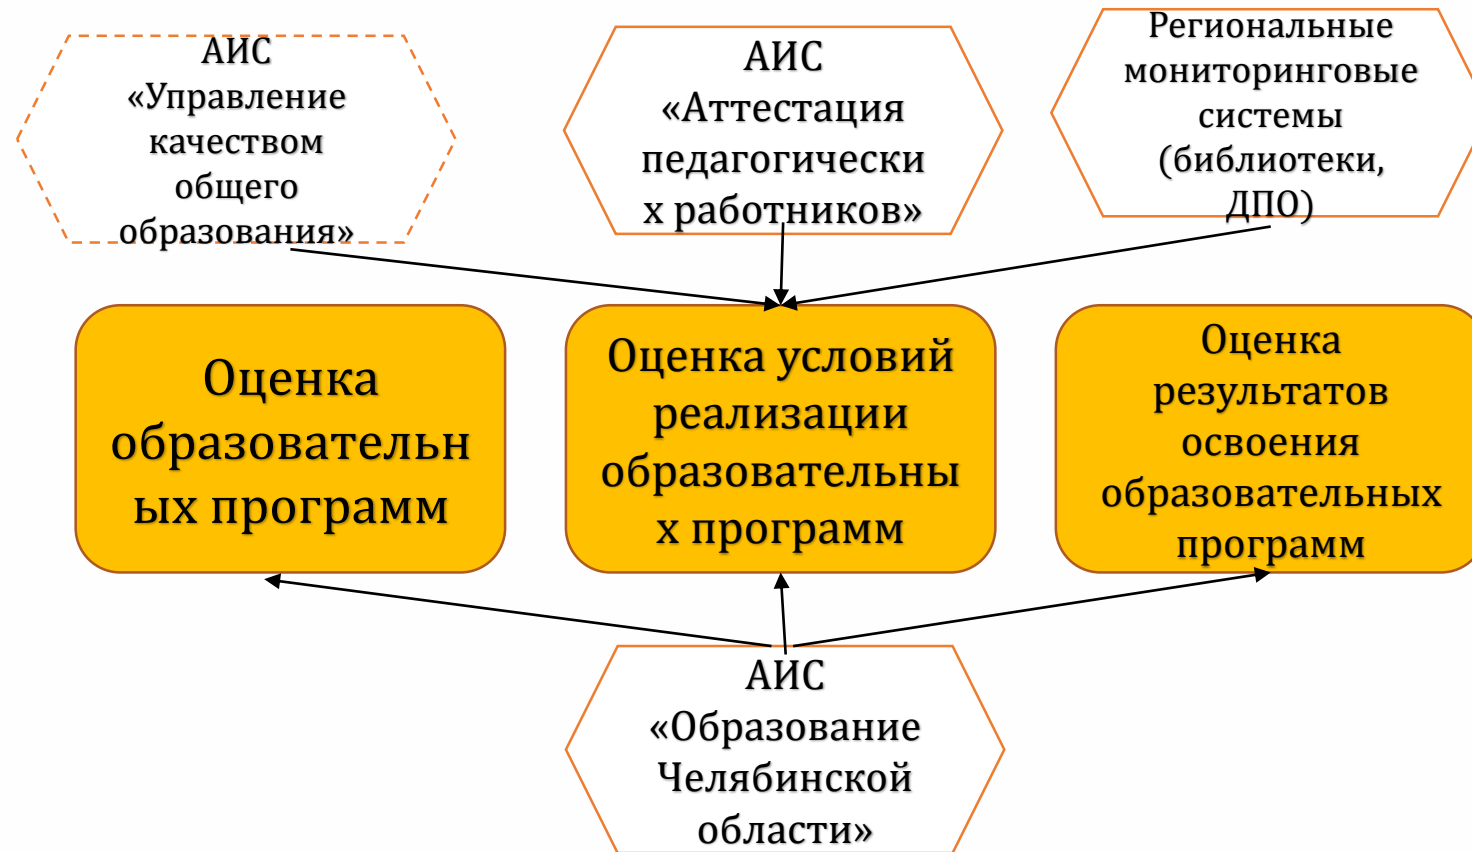 АИС
«Управление
качеством
общего
образования»
АИС
«Аттестация
педагогически
х работников»
Региональные
мониторинговые
системы
(библиотеки,
ДПО)
Оценка
образовательн
ых программ
Оценка условий
реализации
образовательны
х программ
Оценка
результатов
освоения
образовательных
программ
АИС
«Образование
Челябинской
области»